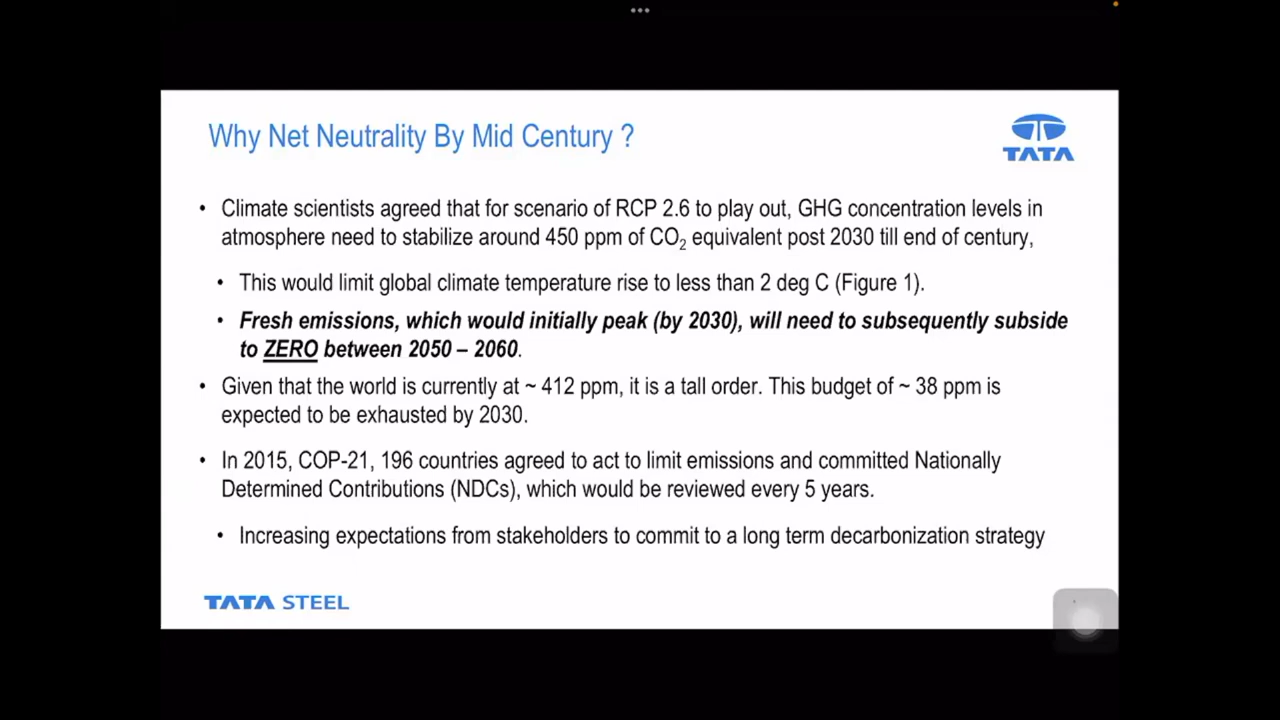 Why Net Neutrality By Mid Century ?
TATA
• Climate scientists agreed that for scenario of RCP 2.6 to play out, GHG concentration levels in
atmosphere need to stabilize around 450 ppm of CO₂ equivalent post 2030 till end of century,
• This would limit global climate temperature rise to less than 2 deg C (Figure 1).
• Fresh emissions, which would initially peak (by 2030), will need to subsequently subside
to ZERO between 2050 – 2060.
• Given that the world is currently at ~ 412 ppm, it is a tall order. This budget of ~ 38 ppm is
expected to be exhausted by 2030.
• In 2015, COP-21, 196 countries agreed to act to limit emissions and committed Nationally
Determined Contributions (NDCs), which would be reviewed every 5 years.
• Increasing expectations from stakeholders to commit to a long term decarbonization strategy
TATA STEEL